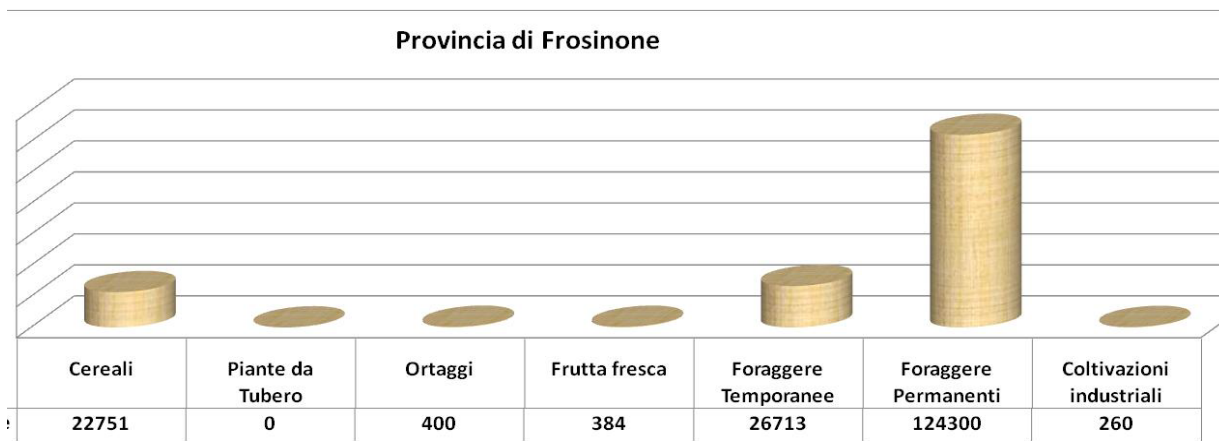 Provincia di Frosinone
Cereali Piante da Tubero Ortaggi Frutta fresca Foraggere Temporanee Foraggere Permanenti Coltivazioni industriali
22751 0 400 384 26713 124300 260